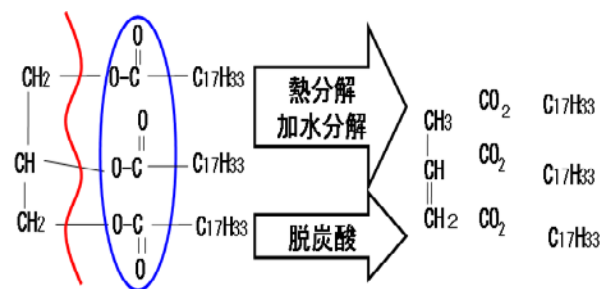 O
CH2 O-C C17H33
O
CH O-C C17H33
CH2 O-C C17H33
O
熱分解
加水分解
脱炭酸
CO2 C17H33
CH3
CO2
CH C17H33
CH2 CO2
C17H33